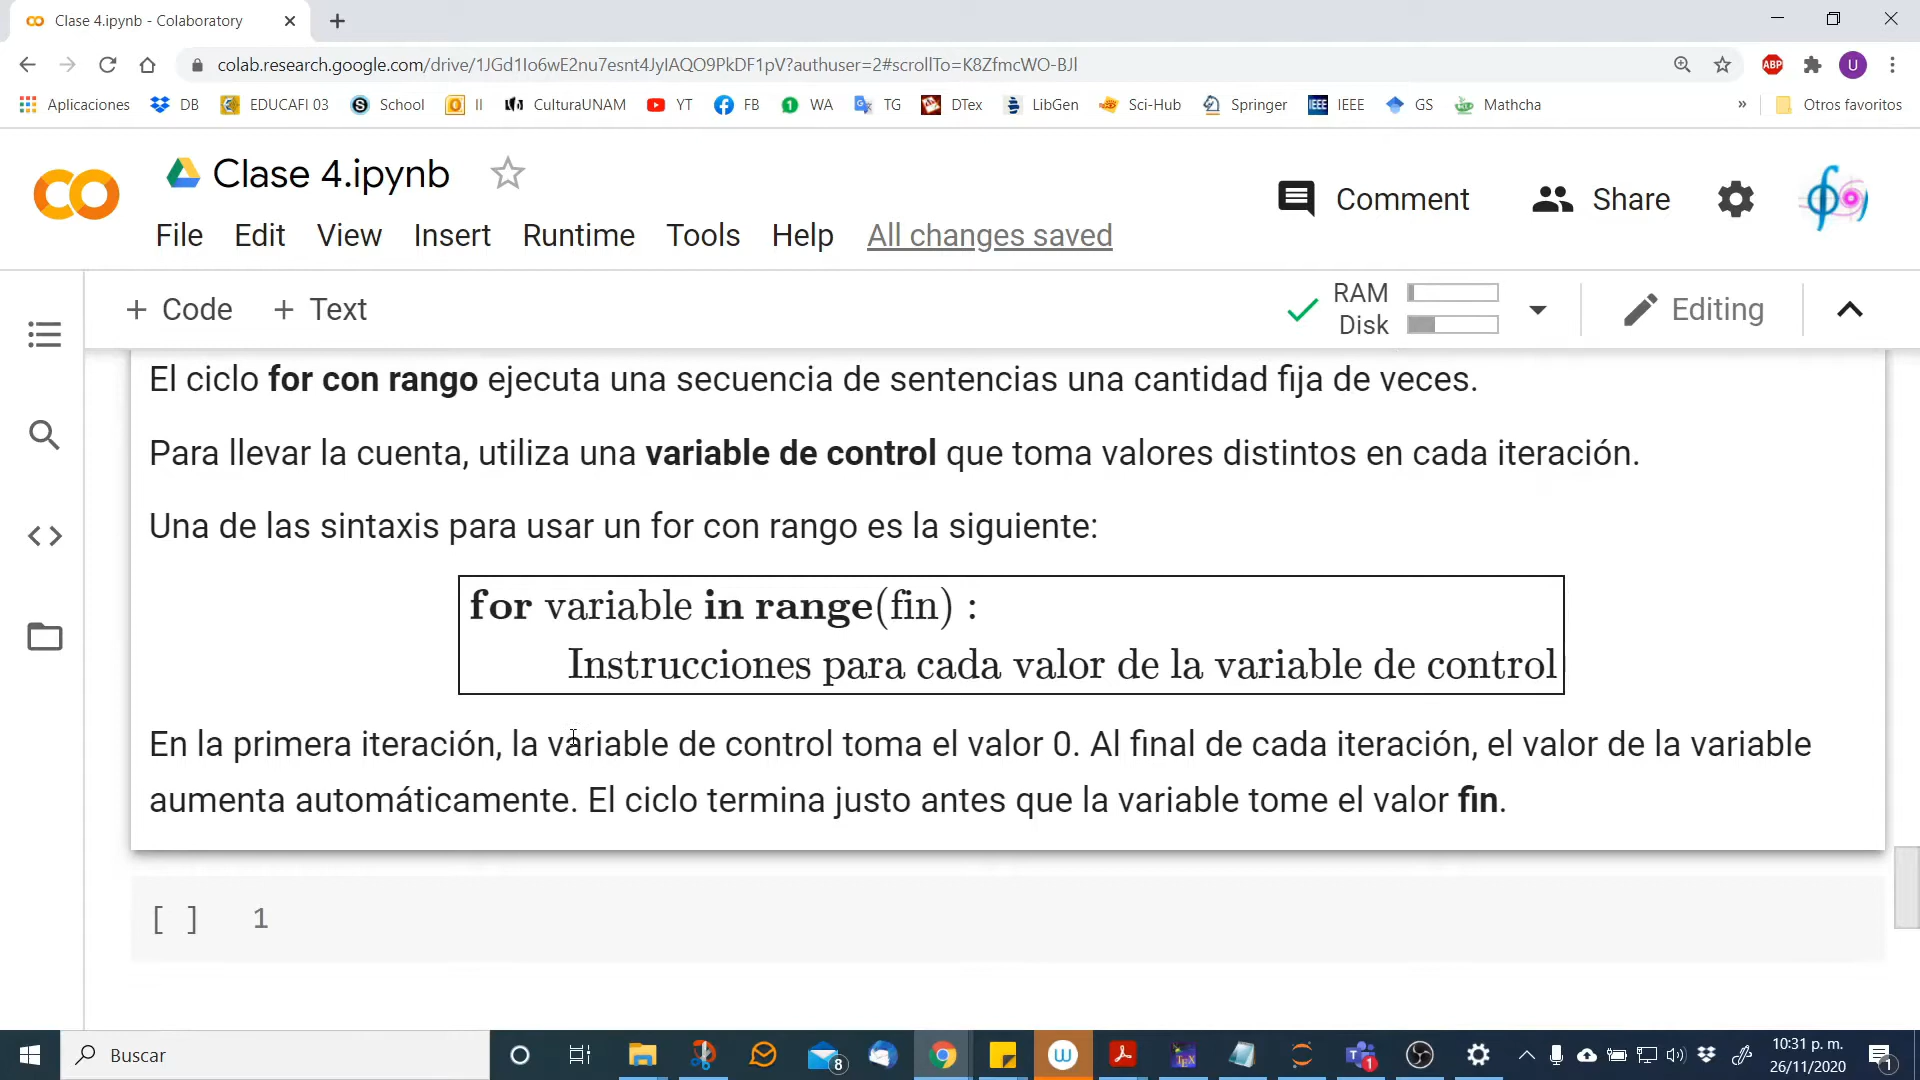 Clase 4.ipynb - Colaboratory
colab.research.google.com/drive/1JGd1Io6wE2nu7esnt4JyIAQO9PkDF1pV?authuser=2#scrollTo=K8ZfmcWO-BJl
ABP
U
Aplicaciones DB EDUCAFI 03 School II CulturaUNAM YT FB 1 WA TG DTex LibGen Sci-Hub Springer IEEE IEEE GS Mathcha » Otros favoritos
Clase 4.ipynb
Comment Share
File Edit View Insert Runtime Tools Help All changes saved
+ Code + Text
RAM
Disk
Editing
El ciclo for con rango ejecuta una secuencia de sentencias una cantidad fija de veces.
Para llevar la cuenta, utiliza una variable de control que toma valores distintos en cada iteración.
Una de las sintaxis para usar un for con rango es la siguiente:
for variable in range(fin) :
Instrucciones para cada valor de la variable de control
En la primera iteración, la variable de control toma el valor 0. Al final de cada iteración, el valor de la variable
aumenta automáticamente. El ciclo termina justo antes que la variable tome el valor fin.
[ ] 1
Buscar
8
W
TEX
1
10:31 p. m.
26/11/2020
1